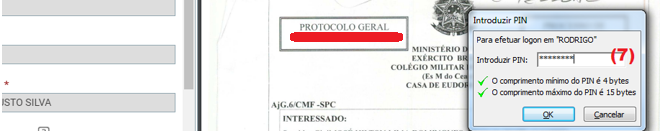 *
USTO SILVA
PROTOCOLO GERAL
MINISTÉRIO D
EXÉRCITO BR
COLÉGIO MILITAR D
(Es M do Cea
CASA DE EUDOR
AjG.6/CMF -SPC
INTERESSADO:
Introduzir PIN
Para efetuar logon em "RODRIGO"
Introduzir PIN: ******** (7)
O comprimento mínimo do PIN é 4 bytes
O comprimento máximo do PIN é 15 bytes
OK Cancelar